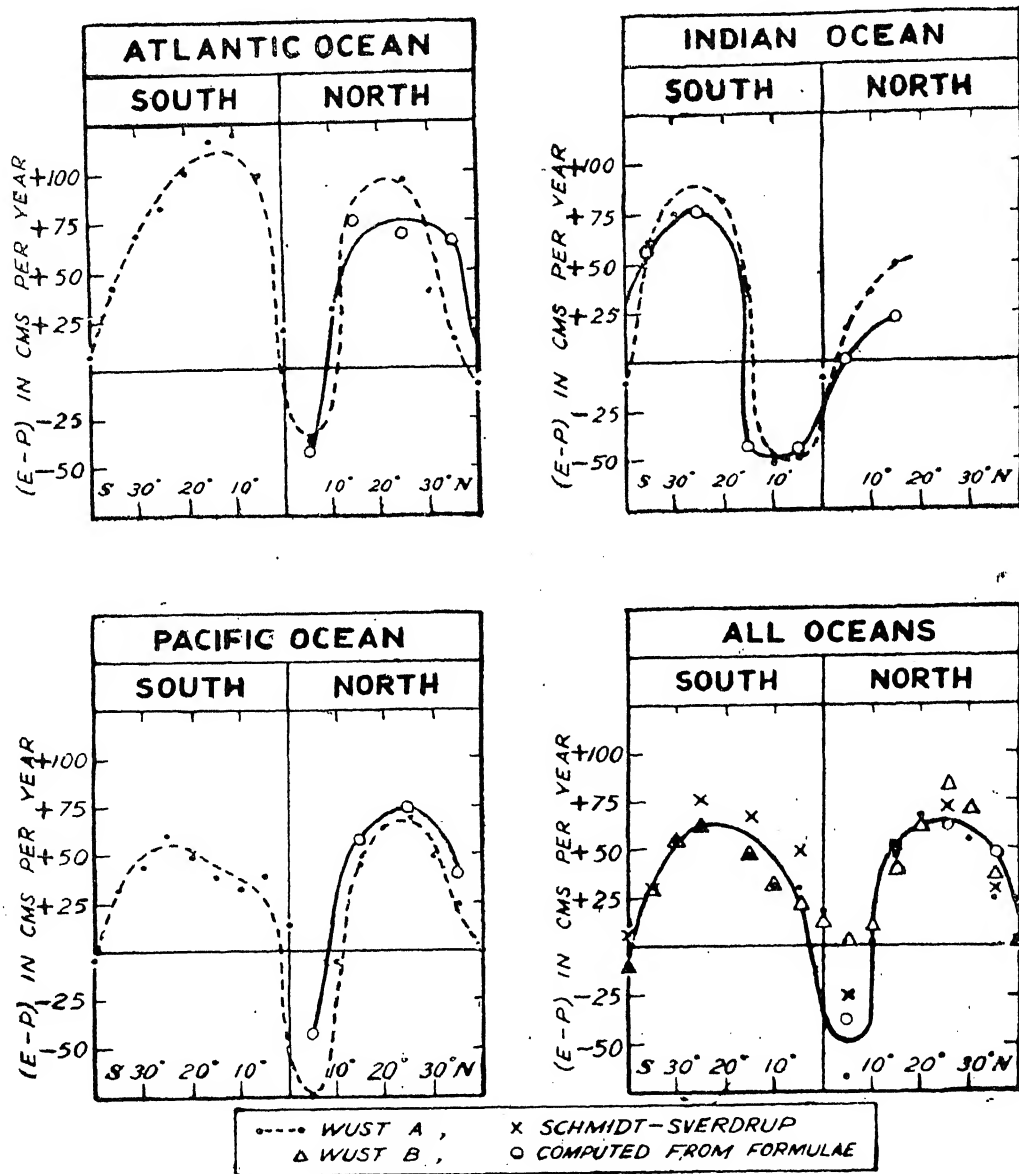 ATLANTIC OCEAN
SOUTH NORTH
(E-P) IN CMS PER YEAR
+100
+75
+50
+25
-25
-50
S 30° 20° 10° 10° 20° 30° N
INDIAN OCEAN
SOUTH NORTH
(E-P) IN CMS PER YEAR
+100
+75
+50
+25
-25
-50
S 30° 20° 10° 10° 20° 30° N
PACIFIC OCEAN
SOUTH NORTH
(E-P) IN CMS PER YEAR
+100
+75
+50
+25
-25
-50
S 30° 20° 10° 10° 20° 30° N
ALL OCEANS
SOUTH NORTH
(E-P) IN CMS PER YEAR
+100
+75
+50
+25
-25
-50
S 30° 20° 10° 10° 20° 30° N
WUST A, × SCHMIDT-SVERDRUP
△ WUST B, ○ COMPUTED FROM FORMULAE